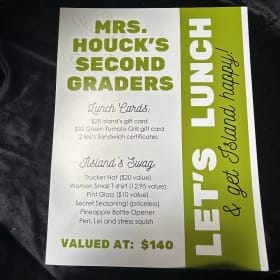 MRS.
HOUCK'S
SECOND
GRADERS
Lunch Cards:
$25 Island's gift card
$30 Green Tomato Grill gift card
2 Ike's Sandwich certificates
Island's Swag:
Trucker Hat ($20 value)
Women Small T-shirt (12.95 value)
Pint Glass ($10 value)
Secret Seasoning! (priceless)
Pineapple Bottle Opener
Pen, Lei and stress squish
VALUED AT: $140
LET'S LUNCH
& get Island happy!